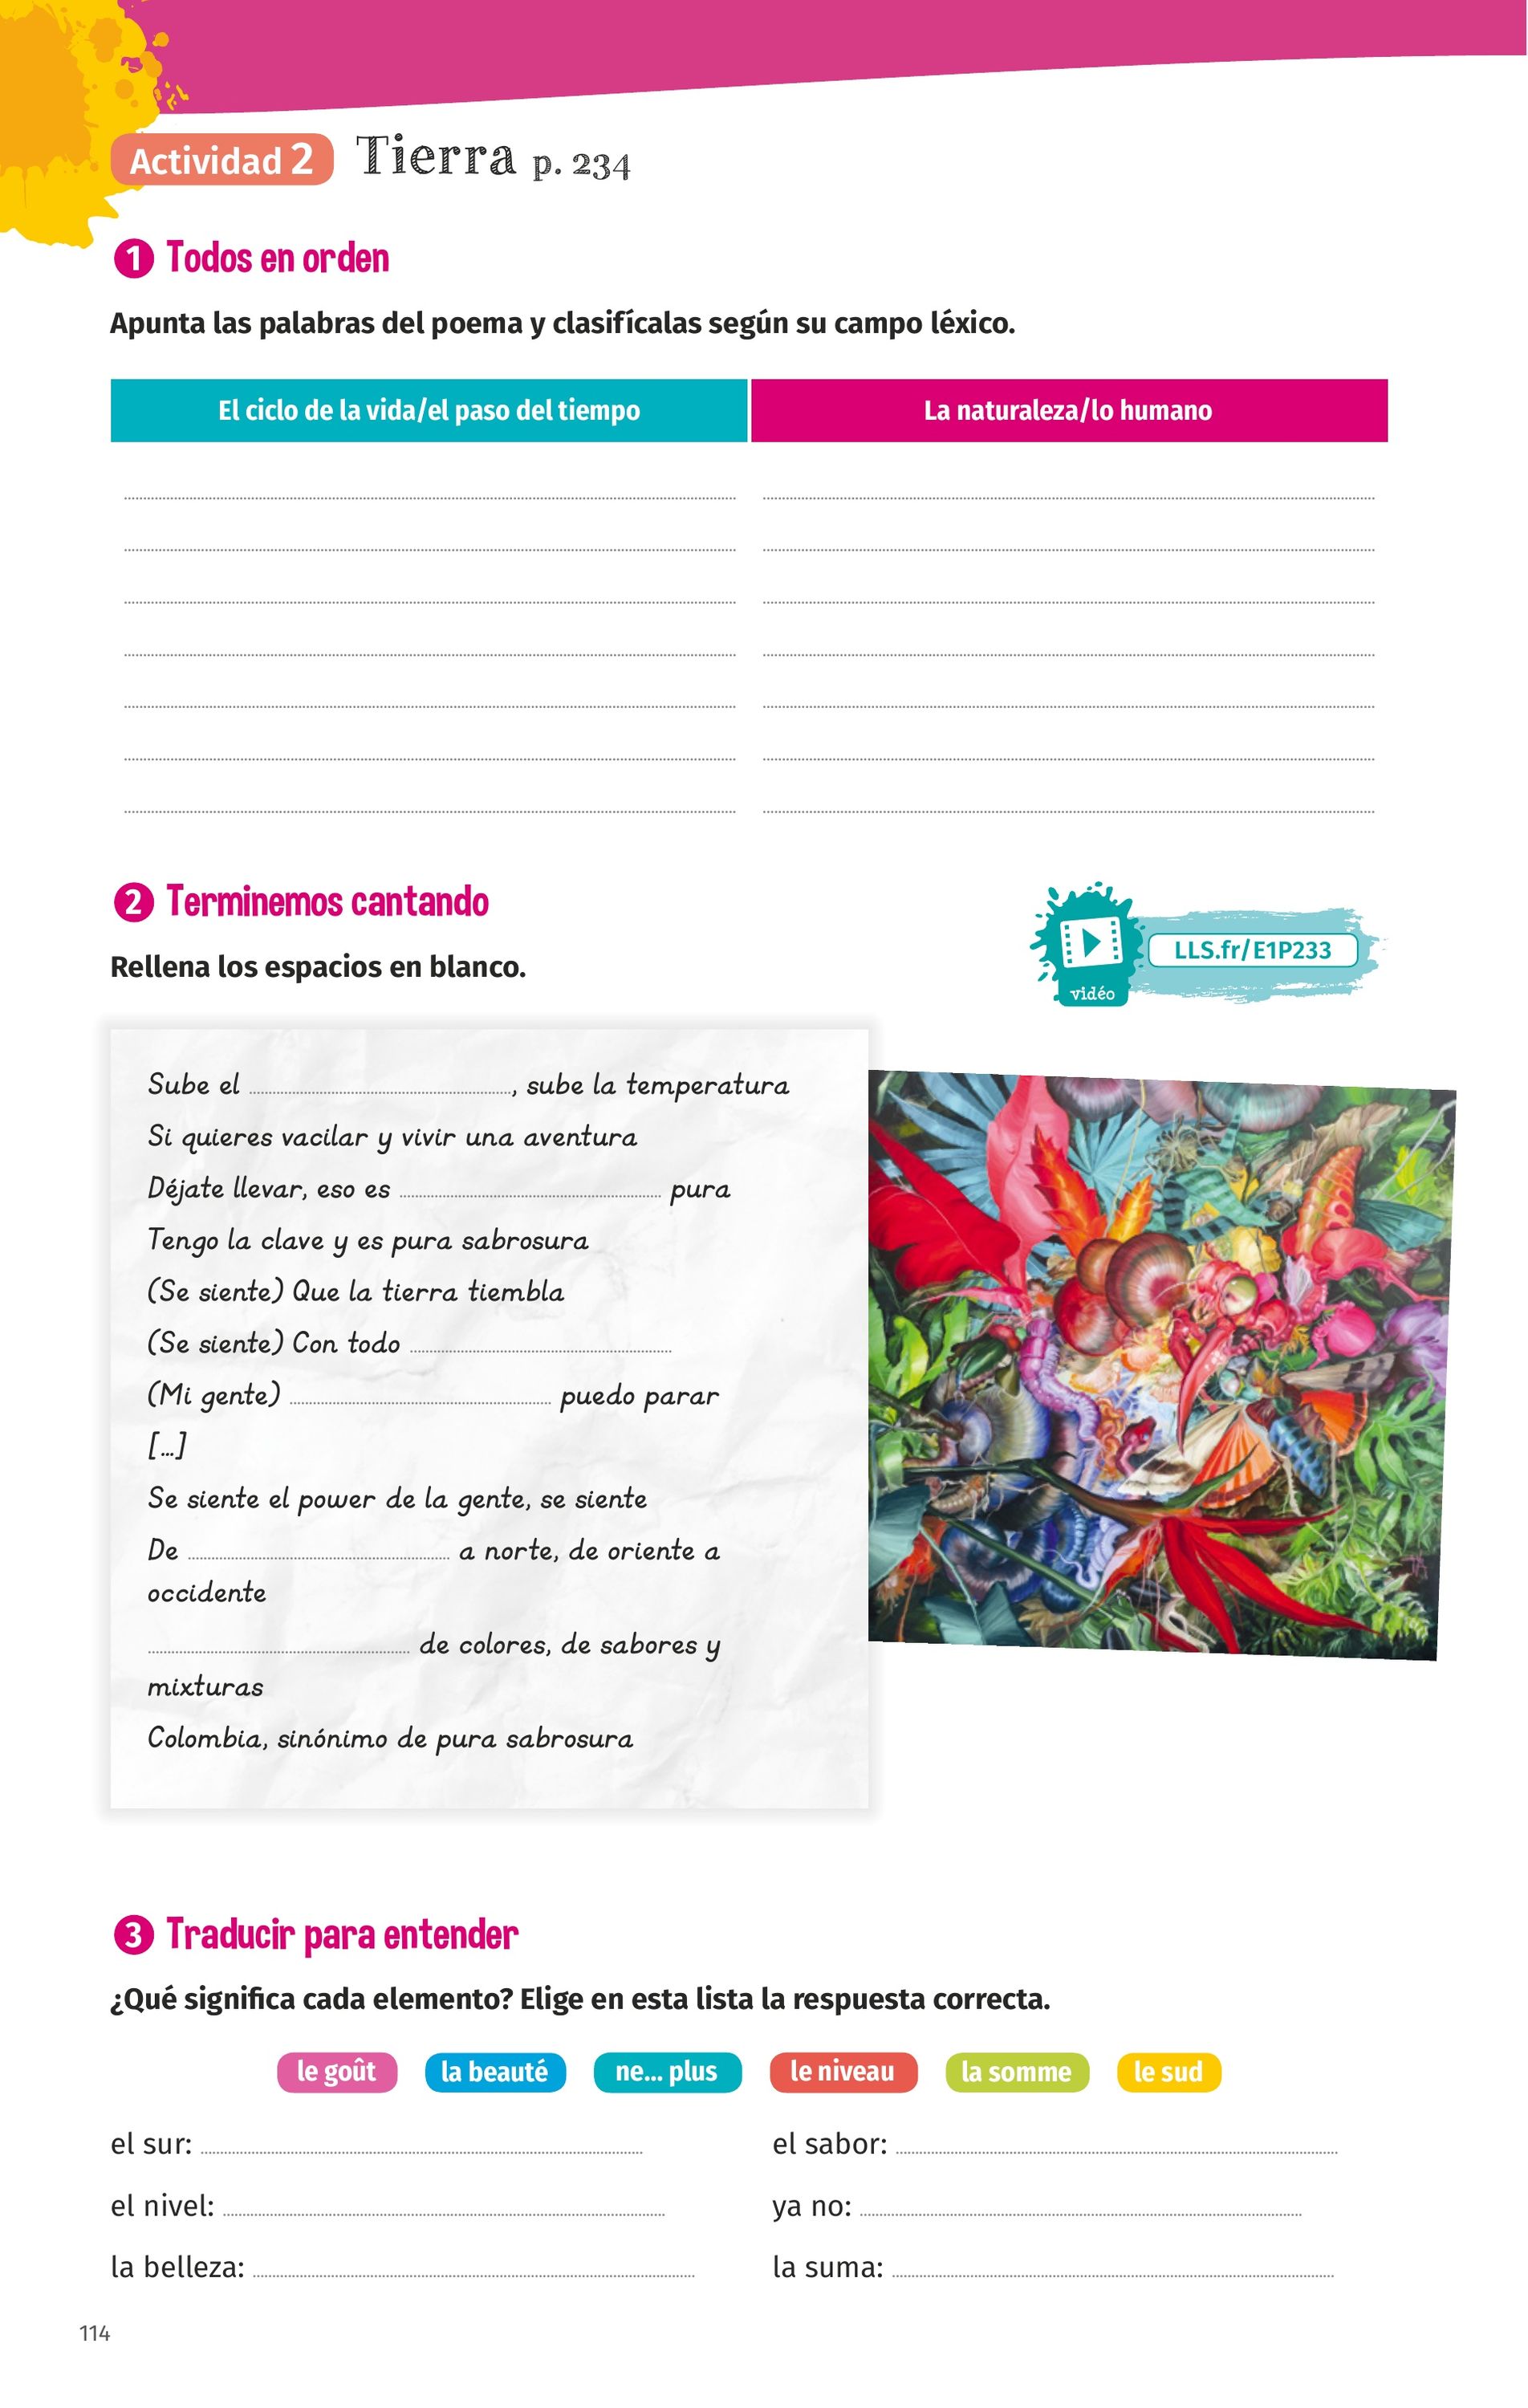 Actividad 2 Tierra p. 234
1 Todos en orden
Apunta las palabras del poema y clasifícalas según su campo léxico.
El ciclo de la vida/el paso del tiempo
La naturaleza/lo humano
2 Terminemos cantando
Rellena los espacios en blanco.
LLS.fr/E1P233
vidéo
Sube el , sube la temperatura
Si quieres vacilar y vivir una aventura
Déjate llevar, eso es pura
Tengo la clave y es pura sabrosura
(Se siente) Que la tierra tiembla
(Se siente) Con todo
(Mi gente) puedo parar
[…]
Se siente el power de la gente, se siente
De a norte, de oriente a
occidente
de colores, de sabores y
mixturas
Colombia, sinónimo de pura sabrosura
3 Traducir para entender
¿Qué significa cada elemento? Elige en esta lista la respuesta correcta.
le goût la beauté ne… plus le niveau la somme le sud
el sur: el sabor:
el nivel: ya no:
la belleza: la suma:
114